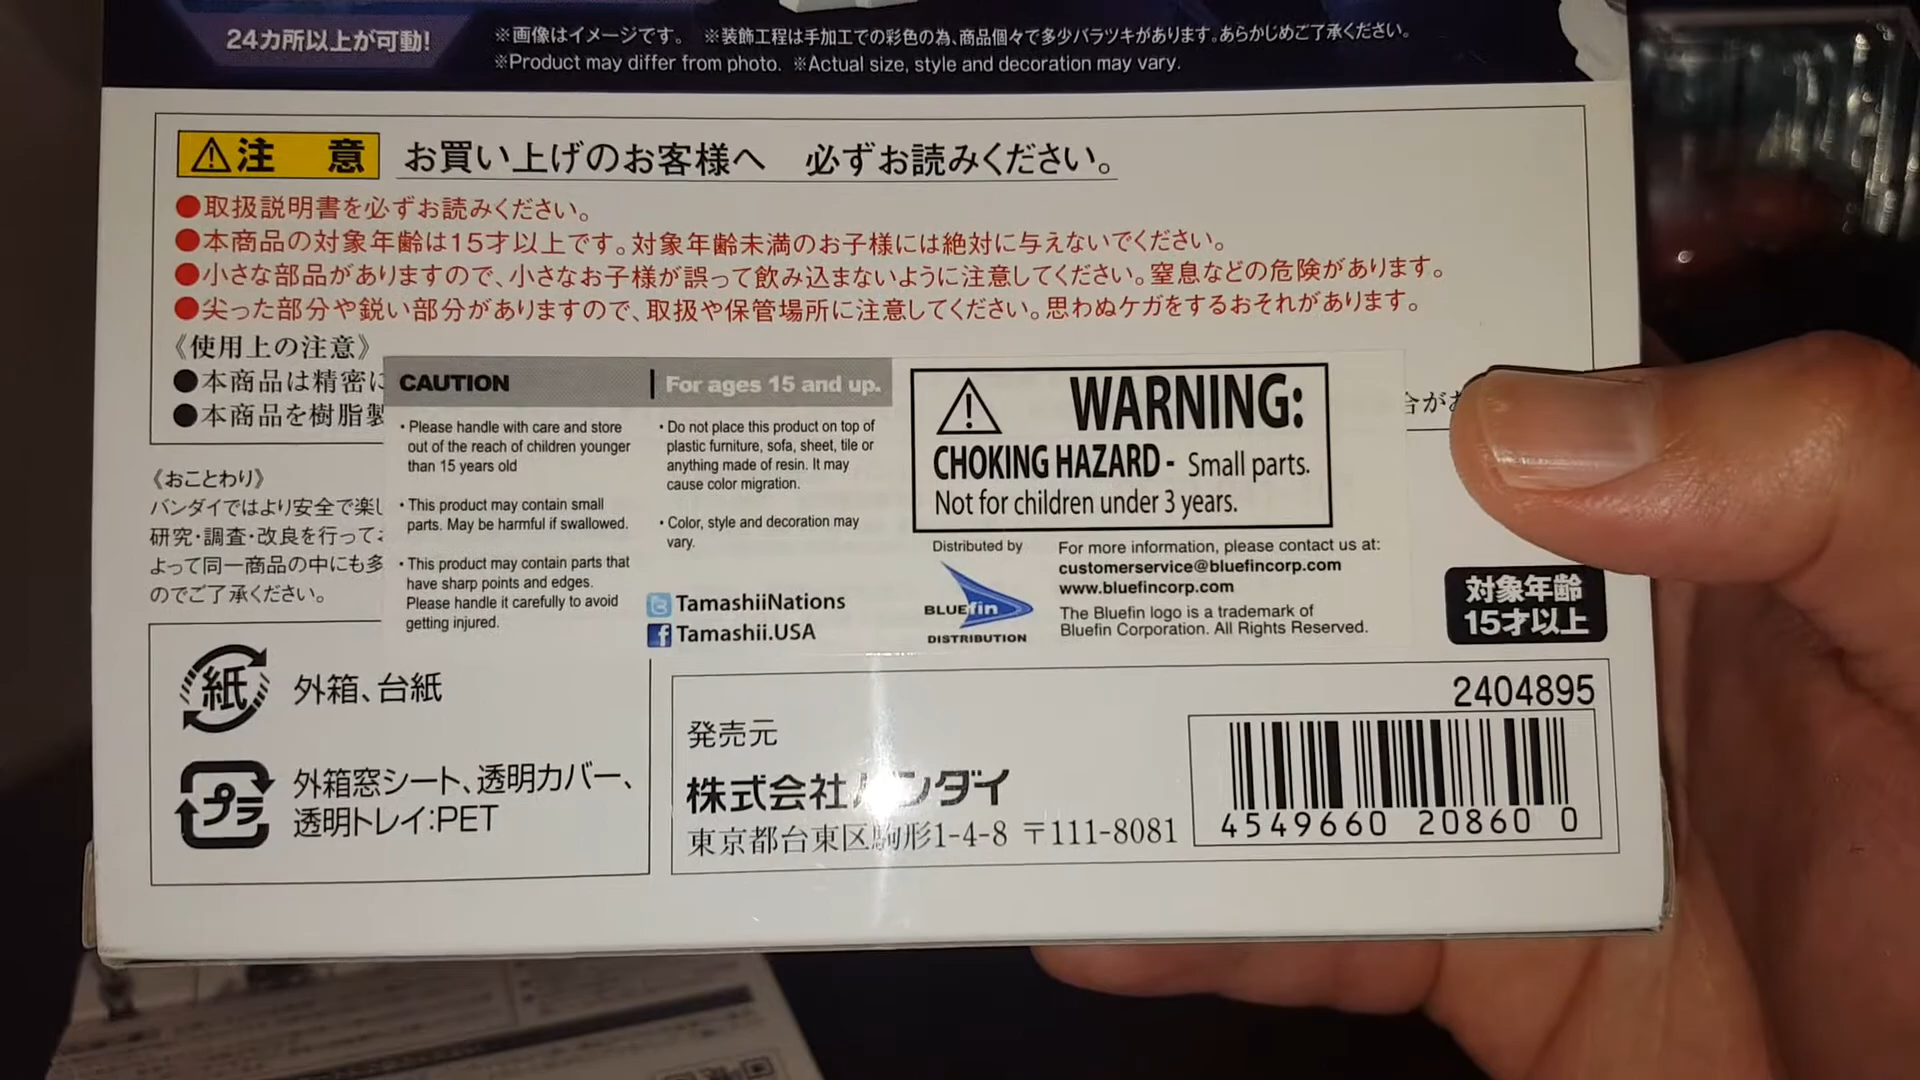 24カ所以上が可動!
※画像はイメージです。 ※装飾工程は手加工での彩色の為、商品個々で多少バラツキがあります。あらかじめご了承ください。
※Product may differ from photo. ※Actual size, style and decoration may vary.
注 意 お買い上げのお客様へ 必ずお読みください。
●取扱説明書を必ずお読みください。
●本商品の対象年齢は15才以上です。対象年齢未満のお子様には絶対に与えないでください。
●小さな部品がありますので、小さなお子様が誤って飲み込まないように注意してください。窒息などの危険があります。
●尖った部分や鋭い部分がありますので、取扱や保管場所に注意してください。思わぬケガをするおそれがあります。
《使用上の注意》
●本商品は精密に
●本商品を樹脂製
合がお
《おことわり》
バンダイではより安全で楽し
研究・調査・改良を行って
よって同一商品の中にも多
のでご了承ください。
CAUTION
• Please handle with care and store
out of the reach of children younger
than 15 years old
• This product may contain small
parts. May be harmful if swallowed.
• This product may contain parts that
have sharp points and edges.
Please handle it carefully to avoid
getting injured.
For ages 15 and up.
• Do not place this product on top of
plastic furniture, sofa, sheet, tile or
anything made of resin. It may
cause color migration.
• Color, style and decoration may
vary.
TamashiiNations
Tamashii.USA
WARNING:
CHOKING HAZARD - Small parts.
Not for children under 3 years.
Distributed by
BLUEfin
DISTRIBUTION
For more information, please contact us at:
customerservice@bluefincorp.com
www.bluefincorp.com
The Bluefin logo is a trademark of
Bluefin Corporation. All Rights Reserved.
対象年齢
15才以上
紙 外箱、台紙
プラ 外箱窓シート、透明カバー、
透明トレイ:PET
発売元
株式会社バンダイ
東京都台東区駒形1-4-8 〒111-8081
2404895
4549660 20860 0